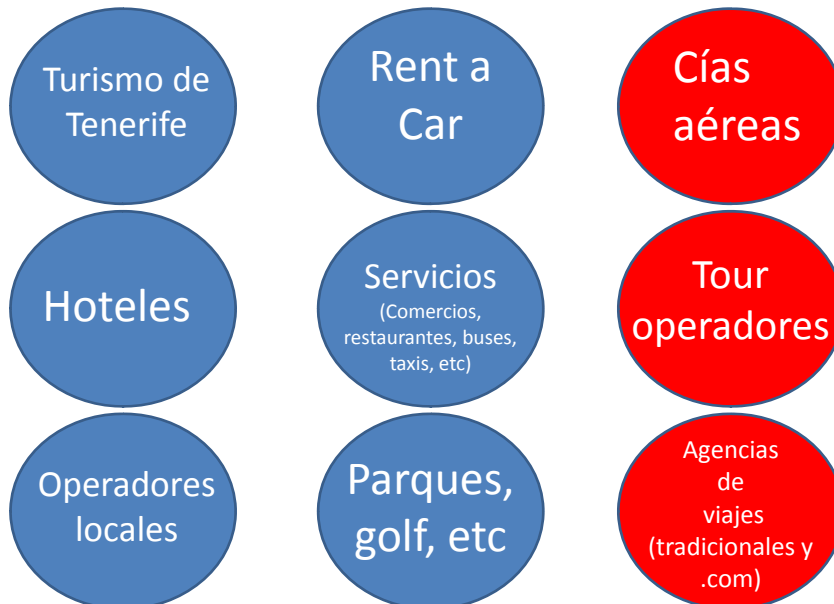 Turismo de
Tenerife
Rent a
Car
Cías
aéreas
Hoteles
Servicios
(Comercios,
restaurantes, buses,
taxis, etc)
Tour
operadores
Operadores
locales
Parques,
golf, etc
Agencias
de
viajes
(tradicionales y
.com)